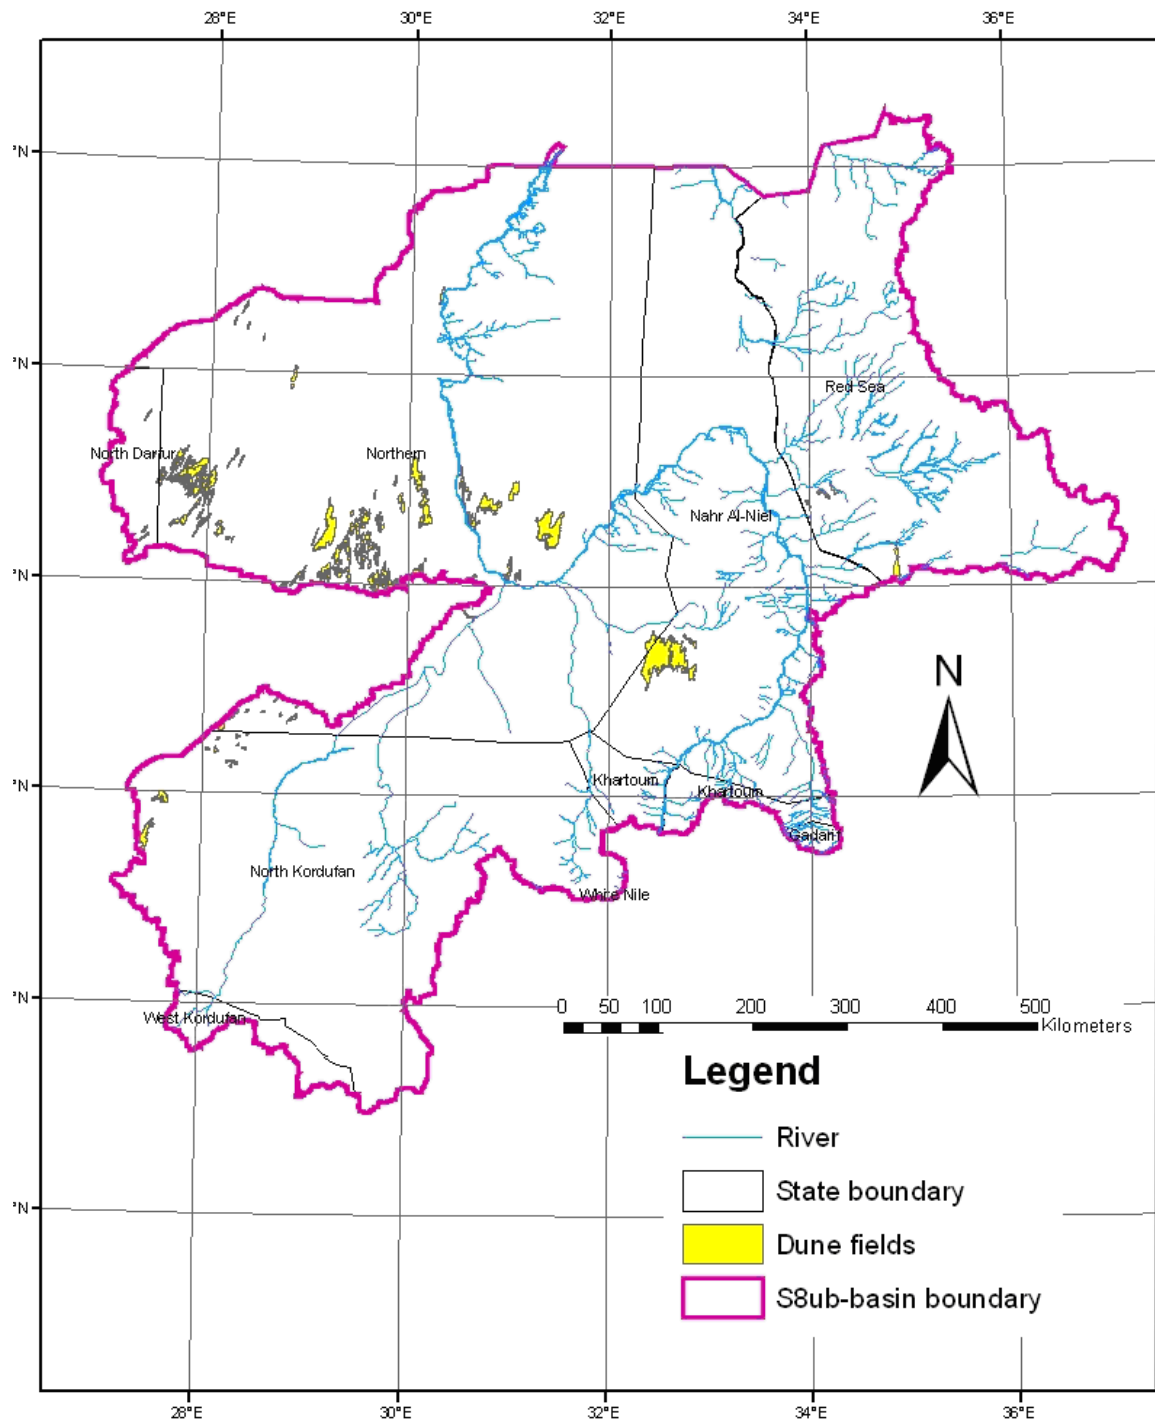 28°E 30°E 32°E 34°E 36°E
°N
°N
Red Sea
North Darfur Northern
Nahr Al-Niel
°N
N
Khartoum
°N
Khartoum
Gadarif
North Kordufan
White Nile
°N
West Kordufan
0 50 100 200 300 400 500
Kilometers
Legend
River
State boundary
°N
Dune fields
S8ub-basin boundary
28°E 30°E 32°E 34°E 36°E